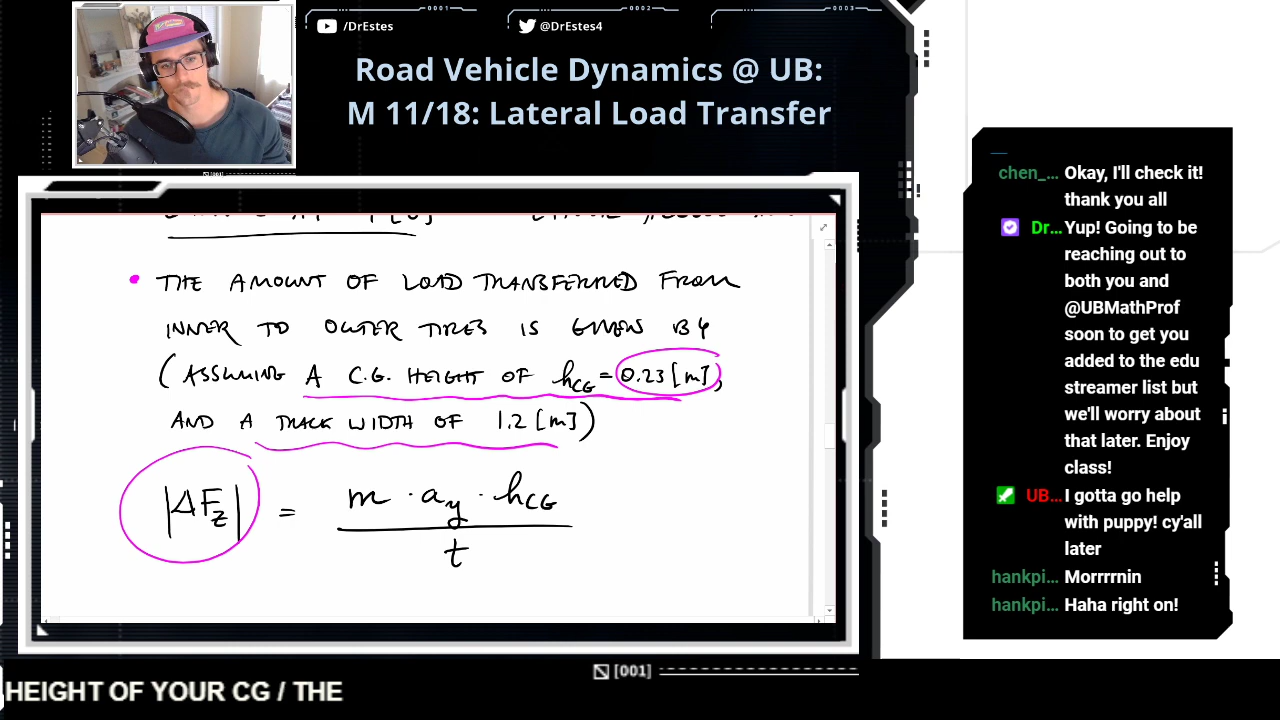 0001
0002
0003
/DrEstes
@DrEstes4
Road Vehicle Dynamics @ UB:
M 11/18: Lateral Load Transfer
[001]
• THE AMOUNT OF LOAD TRANSFERRED FROM
INNER TO OUTER TIRES IS GIVEN BY
(ASSUMING A C.G. HEIGHT OF hCG = 0.23 [m],
AND A TRACK WIDTH OF 1.2 [m])
|ΔFz| = m · ay · hCG
t
chen_... Okay, I'll check it!
thank you all
Dr... Yup! Going to be
reaching out to
both you and
@UBMathProf
soon to get you
added to the edu
streamer list but
we'll worry about
that later. Enjoy
class!
UB... I gotta go help
with puppy! cy'all
later
hankpi... Morrrrnin
hankpi... Haha right on!
[001]
HEIGHT OF YOUR CG / THE